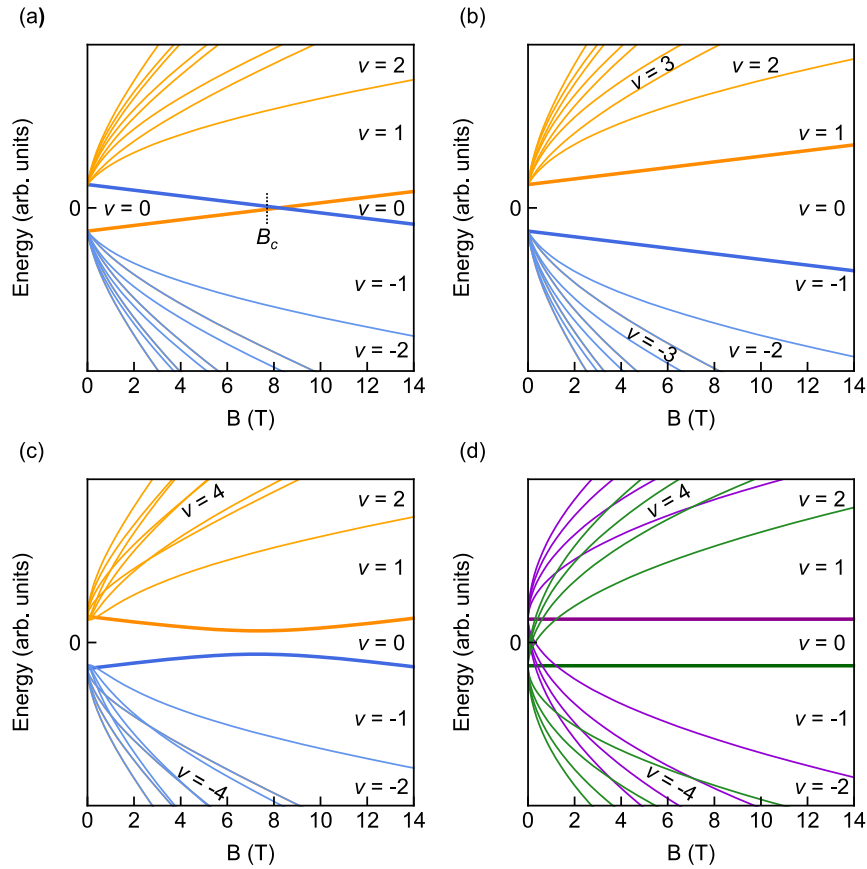 (a)
ν = 2
ν = 1
ν = 0
ν = 0
B_c
ν = -1
ν = -2
Energy (arb. units)
0
0 2 4 6 8 10 12 14
B (T)
(b)
ν = 3
ν = 2
ν = 1
ν = 0
ν = -1
ν = -3
ν = -2
Energy (arb. units)
0
0 2 4 6 8 10 12 14
B (T)
(c)
ν = 4
ν = 2
ν = 1
ν = 0
ν = -1
ν = -4
ν = -2
Energy (arb. units)
0
0 2 4 6 8 10 12 14
B (T)
(d)
ν = 4
ν = 2
ν = 1
ν = 0
ν = -1
ν = -4
ν = -2
Energy (arb. units)
0
0 2 4 6 8 10 12 14
B (T)